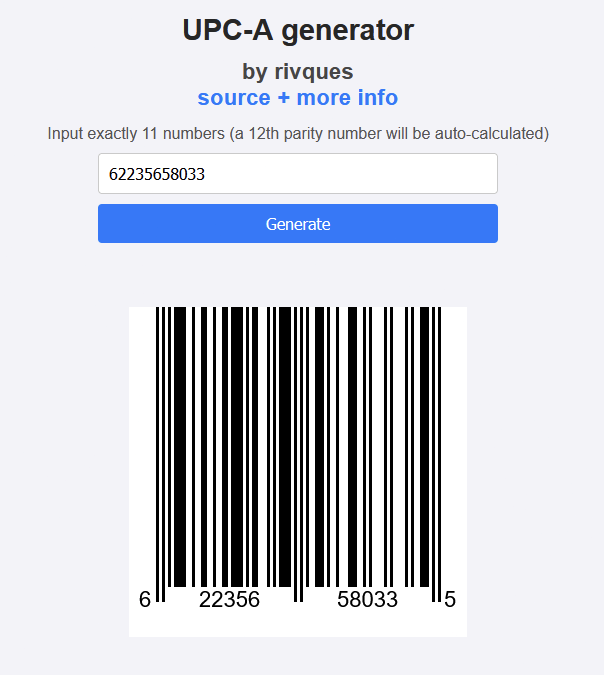 UPC-A generator
by rivques
source + more info
Input exactly 11 numbers (a 12th parity number will be auto-calculated)
62235658033
Generate
6 22356 58033 5